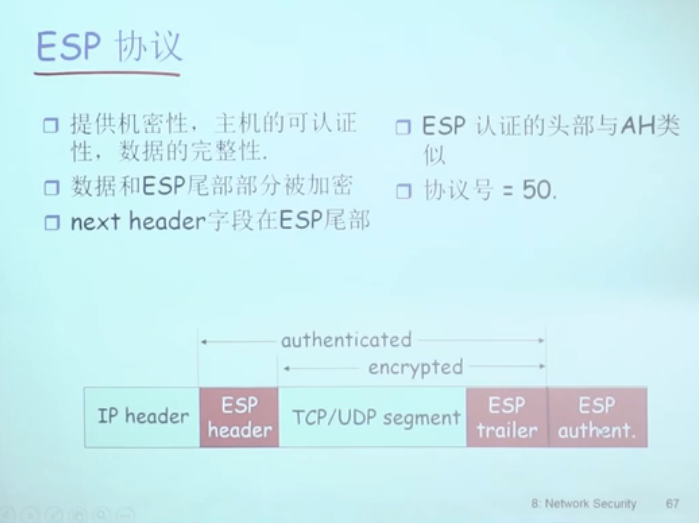 ESP 协议
提供机密性，主机的可认证
性，数据的完整性.
数据和ESP尾部部分被加密
next header字段在ESP尾部
ESP 认证的头部与AH类
似
协议号 = 50.
authenticated
encrypted
IP header
ESP
header
TCP/UDP segment
ESP
trailer
ESP
authent.
8: Network Security 67